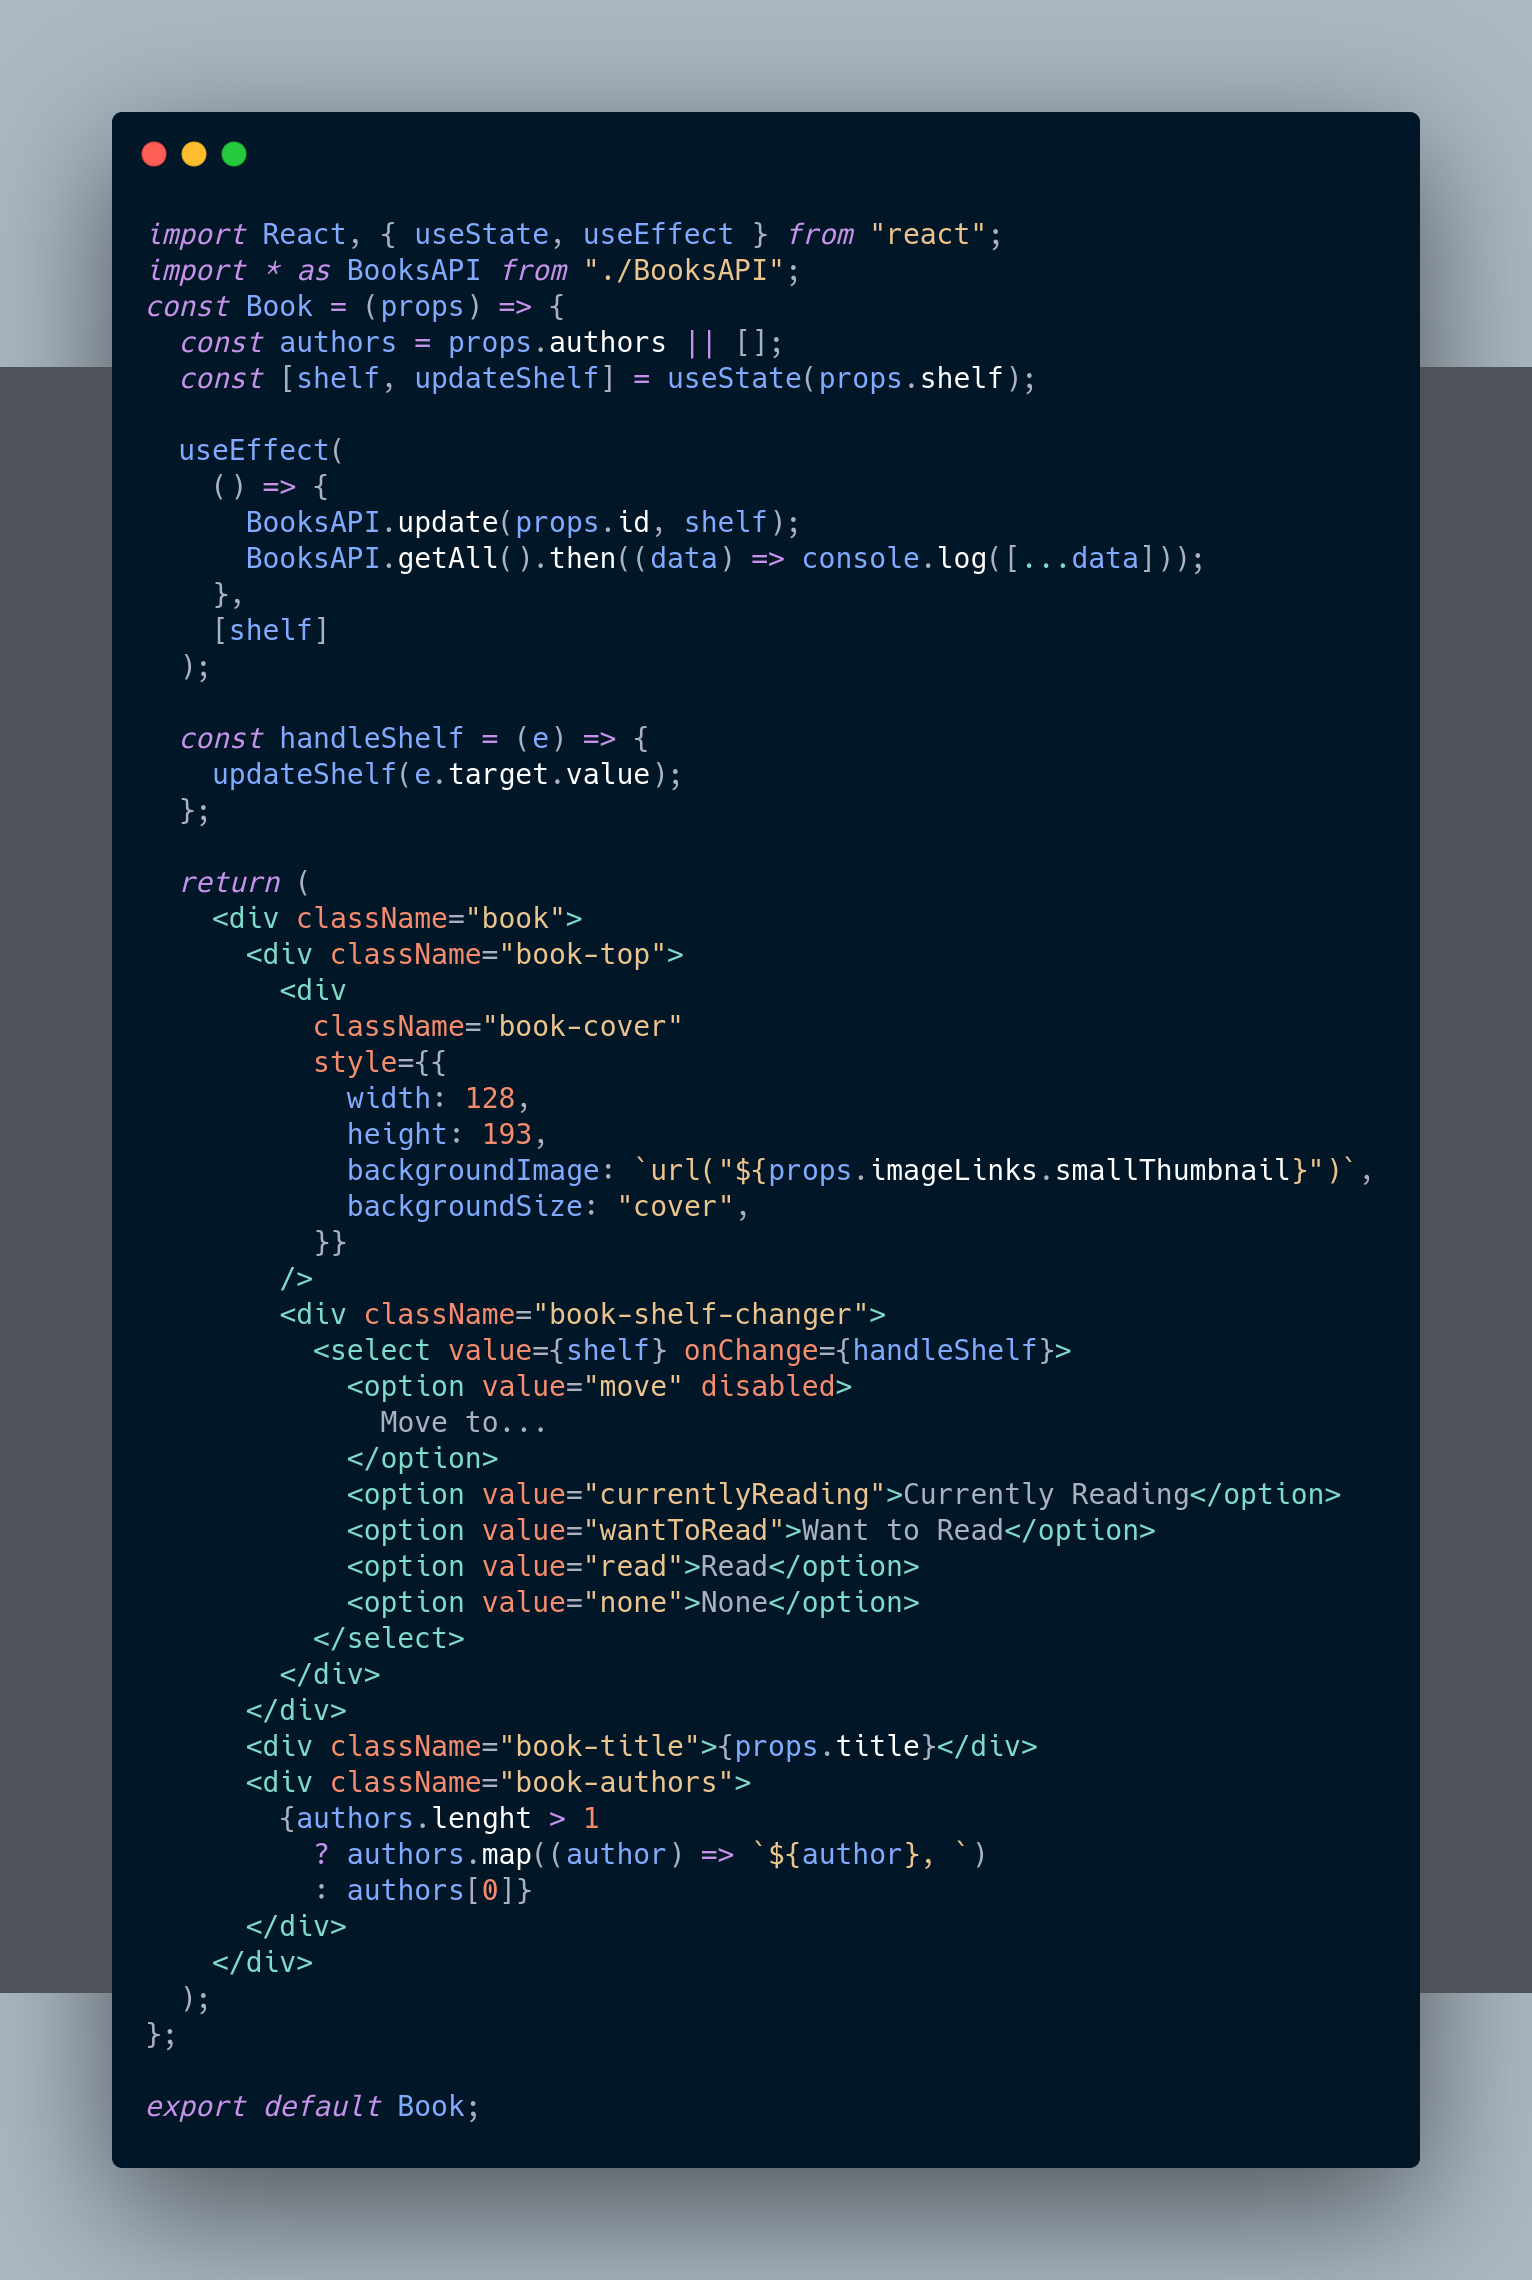 import React, { useState, useEffect } from "react";
import * as BooksAPI from "./BooksAPI";
const Book = (props) => {
  const authors = props.authors || [];
  const [shelf, updateShelf] = useState(props.shelf);

  useEffect(
    () => {
      BooksAPI.update(props.id, shelf);
      BooksAPI.getAll().then((data) => console.log([...data]));
    },
    [shelf]
  );

  const handleShelf = (e) => {
    updateShelf(e.target.value);
  };

  return (
    <div className="book">
      <div className="book-top">
        <div
          className="book-cover"
          style={{
            width: 128,
            height: 193,
            backgroundImage: `url("${props.imageLinks.smallThumbnail}")`,
            backgroundSize: "cover",
          }}
        />
        <div className="book-shelf-changer">
          <select value={shelf} onChange={handleShelf}>
            <option value="move" disabled>
              Move to...
            </option>
            <option value="currentlyReading">Currently Reading</option>
            <option value="wantToRead">Want to Read</option>
            <option value="read">Read</option>
            <option value="none">None</option>
          </select>
        </div>
      </div>
      <div className="book-title">{props.title}</div>
      <div className="book-authors">
        {authors.lenght > 1
          ? authors.map((author) => `${author}, `)
          : authors[0]}
      </div>
    </div>
  );
};

export default Book;